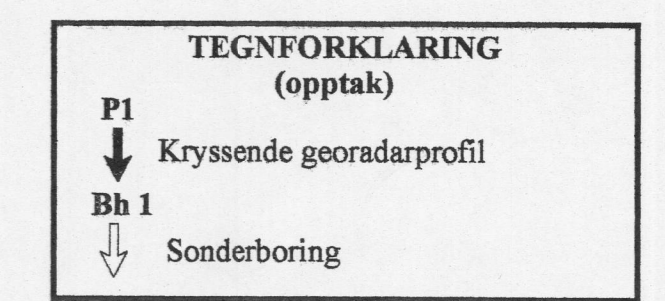 TEGNFORKLARING
(opptak)
P1
Kryssende georadarprofil
Bh 1
Sonderboring